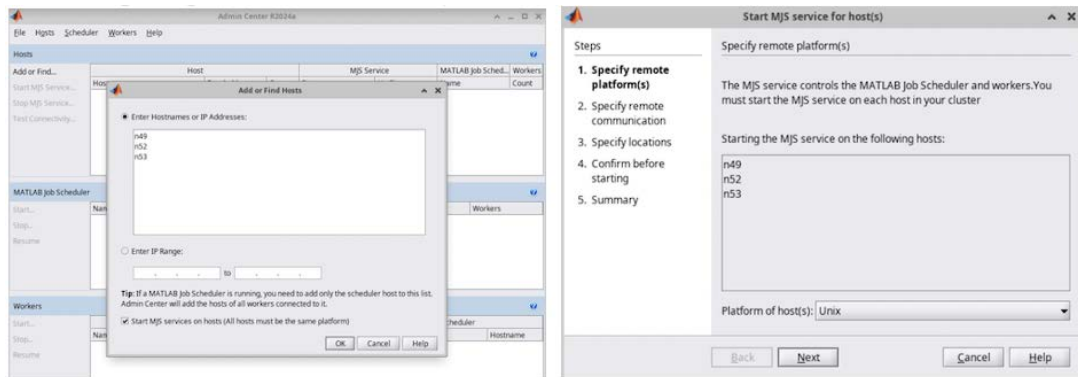 Admin Center R2024a
File Hosts Scheduler Workers Help
Hosts
Add or Find...
Start MJS Service...
Stop MJS Service...
Test Connectivity...
Host
MJS Service
MATLAB Job Sched...
Workers
Name
Count
Add or Find Hosts
Enter Hostnames or IP Addresses:
n49
n52
n53
Enter IP Range:
to
Tip: If a MATLAB Job Scheduler is running, you need to add only the scheduler host to this list.
Admin Center will add the hosts of all workers connected to it.
Start MJS services on hosts (All hosts must be the same platform)
OK Cancel Help
MATLAB Job Scheduler
Start...
Stop...
Resume
Nan
Workers
Workers
Start...
Stop...
Resume
Nan
cheduler
Hostname
Start MJS service for host(s)
Steps
1. Specify remote
platform(s)
2. Specify remote
communication
3. Specify locations
4. Confirm before
starting
5. Summary
Specify remote platform(s)
The MJS service controls the MATLAB Job Scheduler and workers.You
must start the MJS service on each host in your cluster
Starting the MJS service on the following hosts:
n49
n52
n53
Platform of host(s): Unix
Back Next Cancel Help